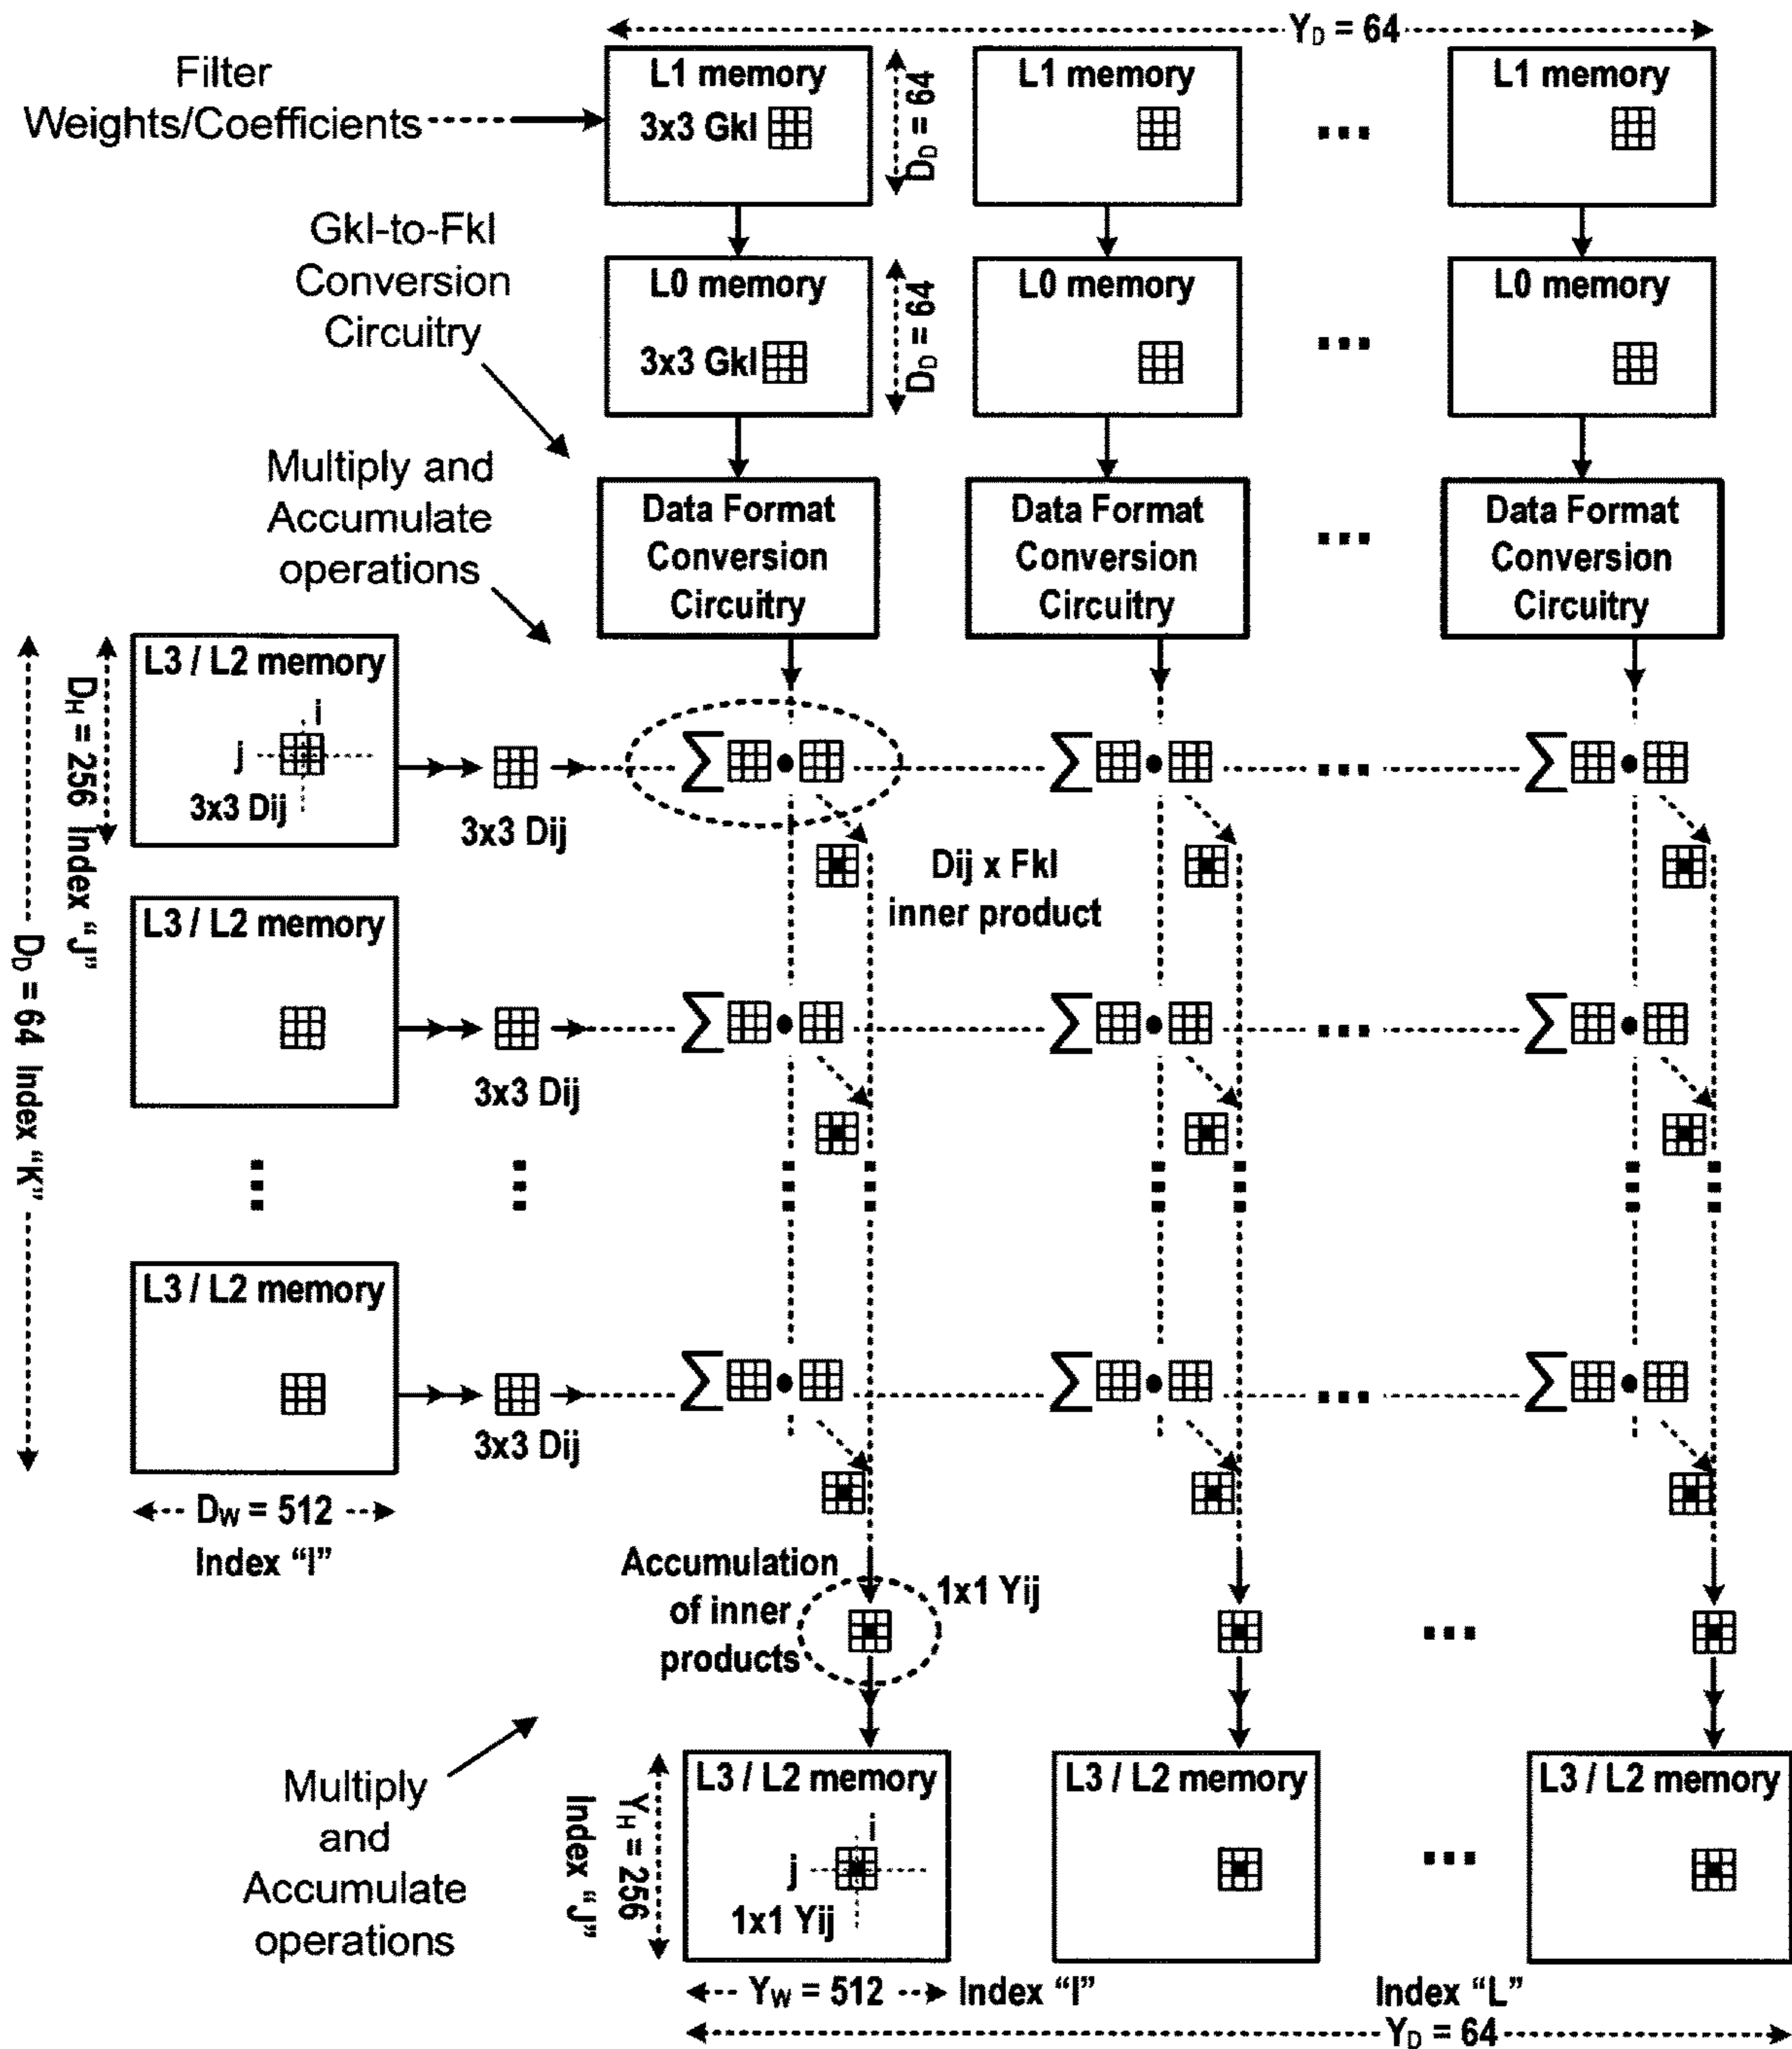 Y_D = 64
Filter
Weights/Coefficients
L1 memory
3x3 Gkl
D_D = 64
L1 memory
L1 memory
Gkl-to-Fkl
Conversion
Circuitry
L0 memory
3x3 Gkl
D_D = 64
L0 memory
L0 memory
Multiply and
Accumulate
operations
Data Format
Conversion
Circuitry
Data Format
Conversion
Circuitry
Data Format
Conversion
Circuitry
D_D = 64 Index “K”
D_H = 256 Index “J”
L3 / L2 memory
i
j
3x3 Dij
3x3 Dij
∑
∑
∑
Dij x Fkl
inner product
L3 / L2 memory
3x3 Dij
∑
∑
∑
L3 / L2 memory
3x3 Dij
∑
∑
∑
D_W = 512
Index “I”
Accumulation
of inner
products
1x1 Yij
Multiply
and
Accumulate
operations
Y_H = 256
Index “J”
L3 / L2 memory
i
j
1x1 Yij
L3 / L2 memory
L3 / L2 memory
Y_W = 512
Index “I”
Index “L”
Y_D = 64